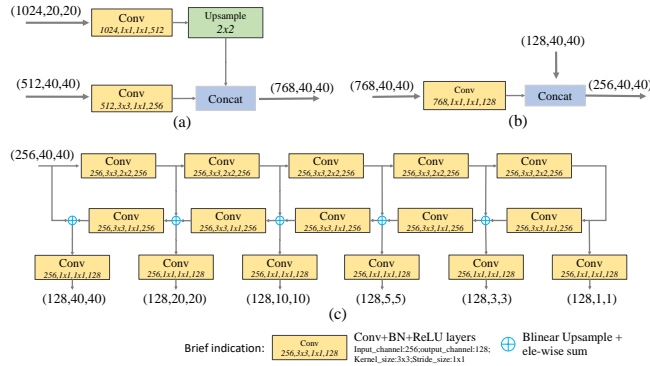 (1024,20,20)
Conv
1024,1x1,1x1,512
Upsample
2x2
(512,40,40)
Conv
512,3x3,1x1,256
Concat
(768,40,40)
(a)
(128,40,40)
(768,40,40)
Conv
768,1x1,1x1,128
Concat
(256,40,40)
(b)
(256,40,40)
Conv
256,3x3,2x2,256
Conv
256,3x3,2x2,256
Conv
256,3x3,2x2,256
Conv
256,3x3,2x2,256
Conv
256,3x3,2x2,256
Conv
256,3x3,1x1,256
Conv
256,3x3,1x1,256
Conv
256,3x3,1x1,256
Conv
256,3x3,1x1,256
Conv
256,3x3,1x1,256
Conv
256,1x1,1x1,128
Conv
256,1x1,1x1,128
Conv
256,1x1,1x1,128
Conv
256,1x1,1x1,128
Conv
256,1x1,1x1,128
Conv
256,1x1,1x1,128
(128,40,40)
(128,20,20)
(128,10,10)
(128,5,5)
(128,3,3)
(128,1,1)
(c)
Brief indication:
Conv
256,3x3,1x1,128
Conv+BN+ReLU layers
Input_channel:256;output_channel:128;
Kernel_size:3x3;Stride_size:1x1
Blinear Upsample +
ele-wise sum